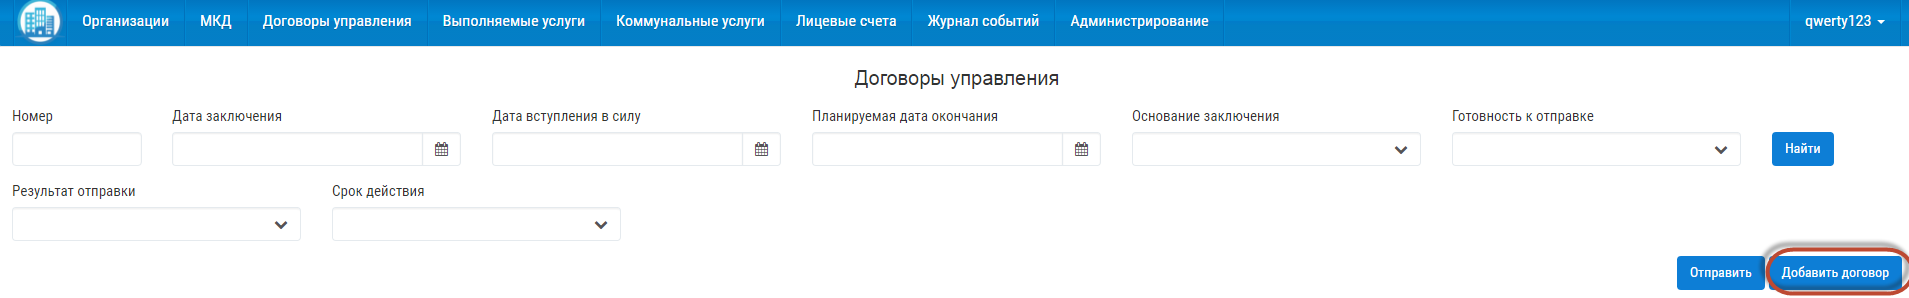 Организации МКД Договоры управления Выполняемые услуги Коммунальные услуги Лицевые счета Журнал событий Администрирование qwerty123
Договоры управления
Номер Дата заключения Дата вступления в силу Планируемая дата окончания Основание заключения Готовность к отправке
Найти
Результат отправки Срок действия
Отправить Добавить договор